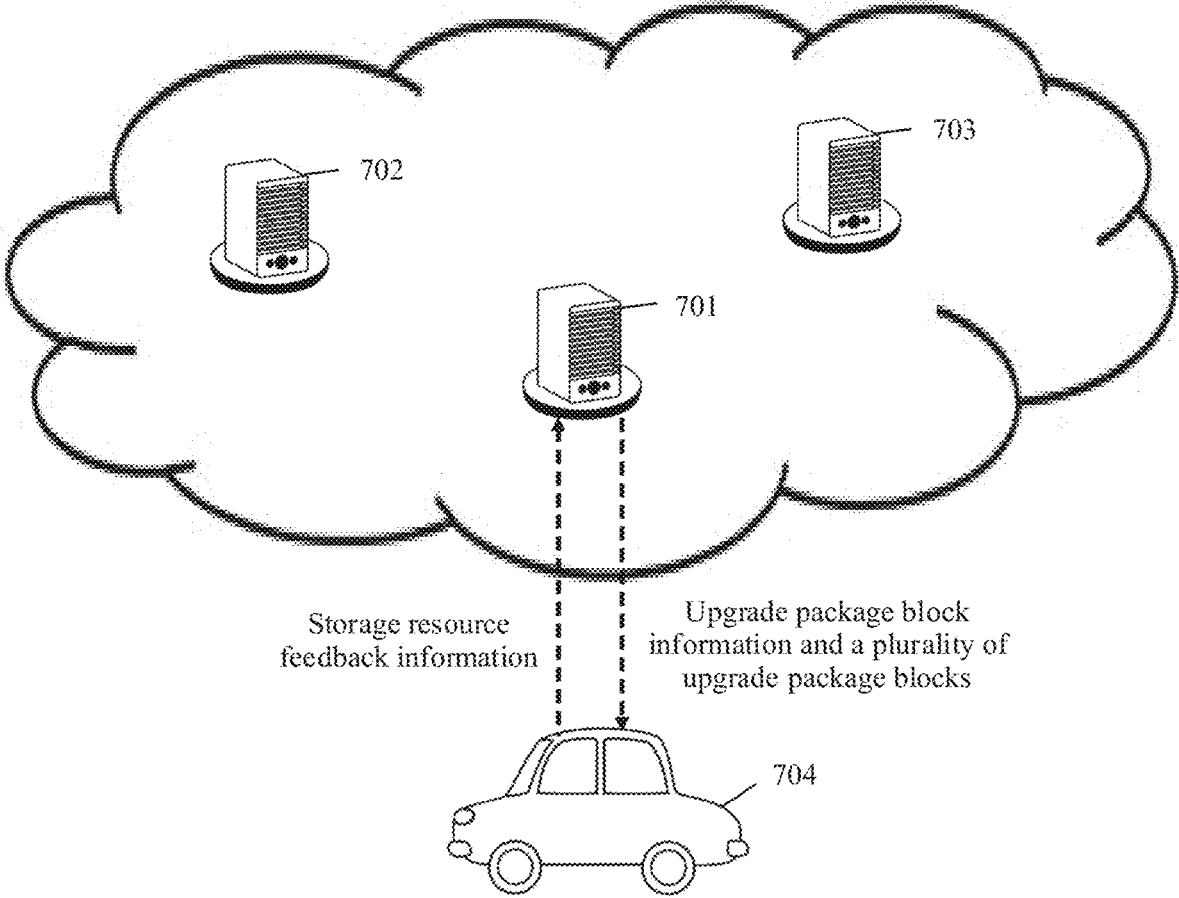 703
702
701
Storage resource
feedback information
Upgrade package block
information and a plurality of
upgrade package blocks
704